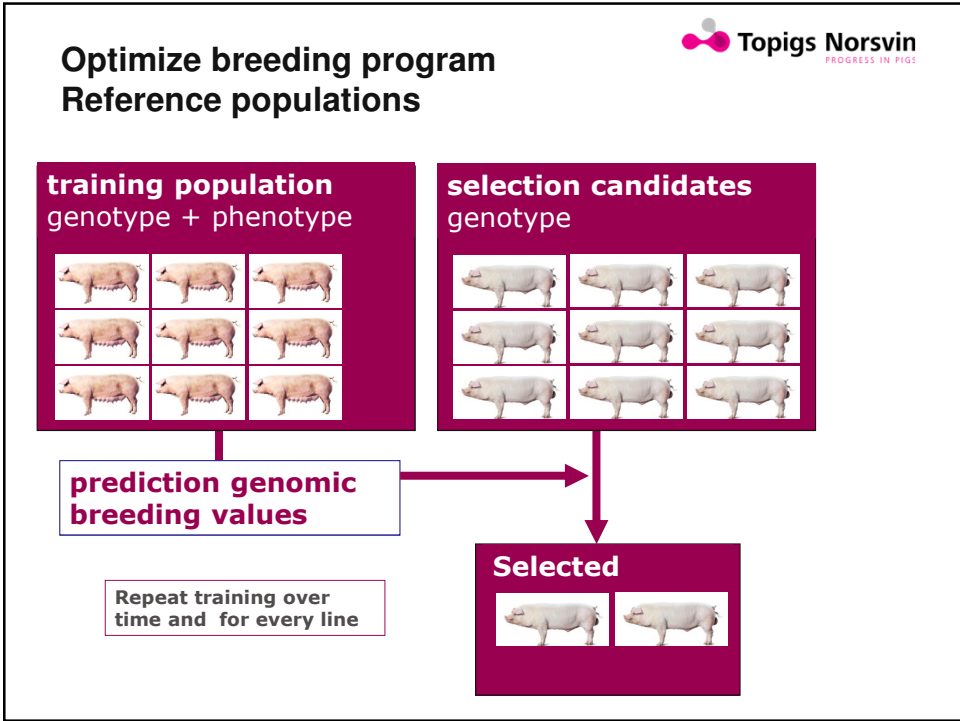 Optimize breeding program
Reference populations
Topigs Norsvin
PROGRESS IN PIGS
training population
genotype + phenotype
selection candidates
genotype
prediction genomic
breeding values
Selected
Repeat training over
time and for every line